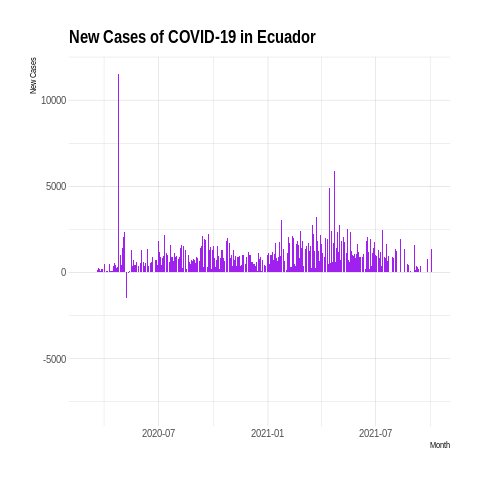 New Cases of COVID-19 in Ecuador
New Cases
10000
5000
0
-5000
2020-07
2021-01
2021-07
Month